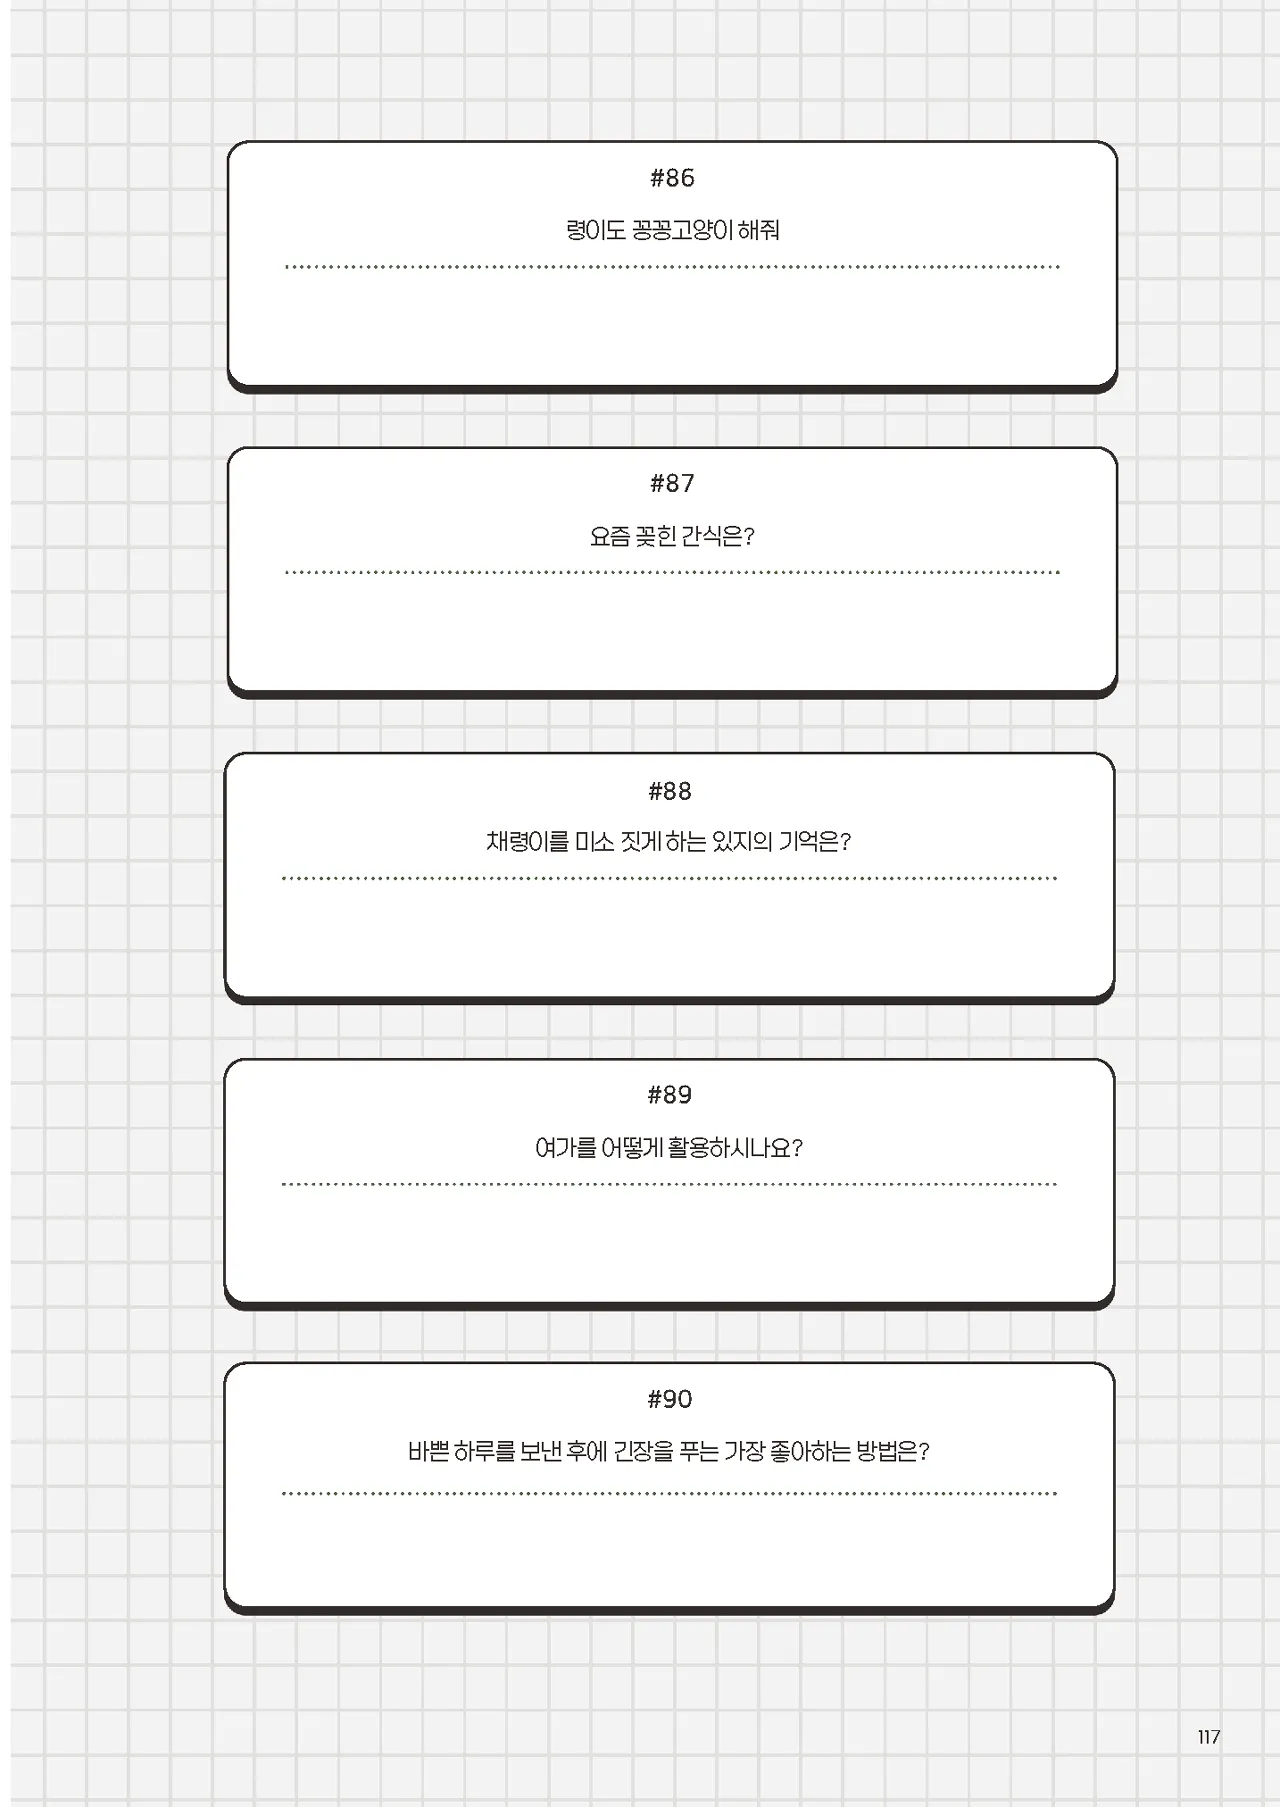 #86
령이도 꽁꽁고양이 해줘
#87
요즘 꽂힌 간식은?
#88
채령이를 미소 짓게 하는 있지의 기억은?
#89
여가를 어떻게 활용하시나요?
#90
바쁜 하루를 보낸 후에 긴장을 푸는 가장 좋아하는 방법은?
117